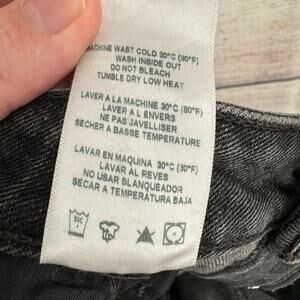 MACHINE WAST COLD 30°C (80°F)
WASH INSIDE OUT
DO NOT BLEACH
TUMBLE DRY LOW HEAT
LAVER A LA MACHINE 30°C (80°F)
LAVER A L ENVERS
NE PAS JAVELLISER
SECHER A BASSE TEMPERATURE
LAVAR EN MAQUINA 30°C (30°F)
LAVAR AL REVES
NO USAR BLANQUEADOR
SECAR A TEMPERATURA BAJA
30C